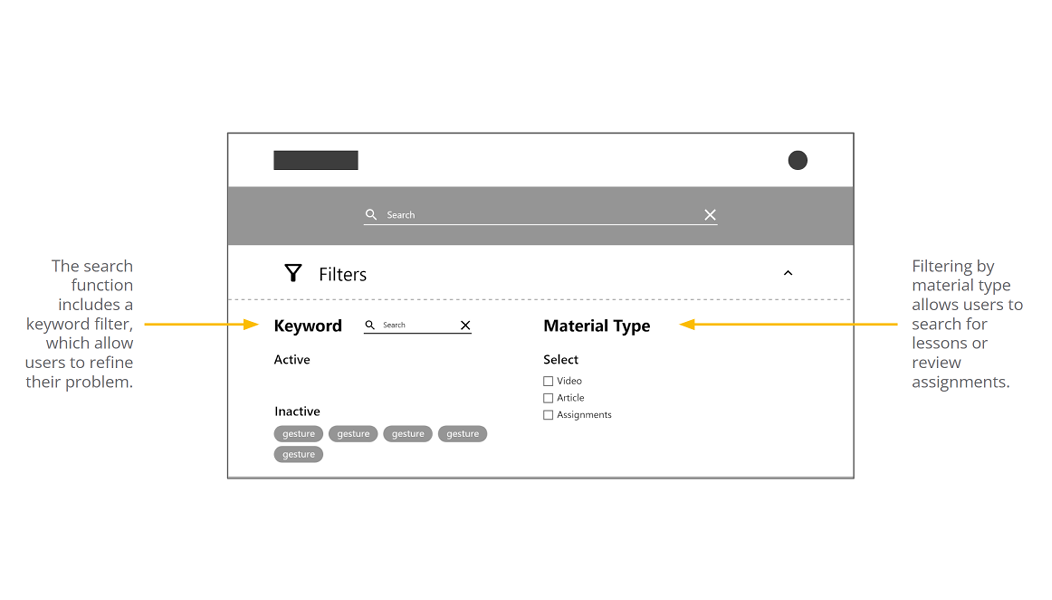 Search
Filters
The search
function
includes a
keyword filter,
which allow
users to refine
their problem.
Keyword
Search
Active
Inactive
gesture gesture gesture gesture
gesture
Material Type
Select
Video
Article
Assignments
Filtering by
material type
allows users to
search for
lessons or
review
assignments.